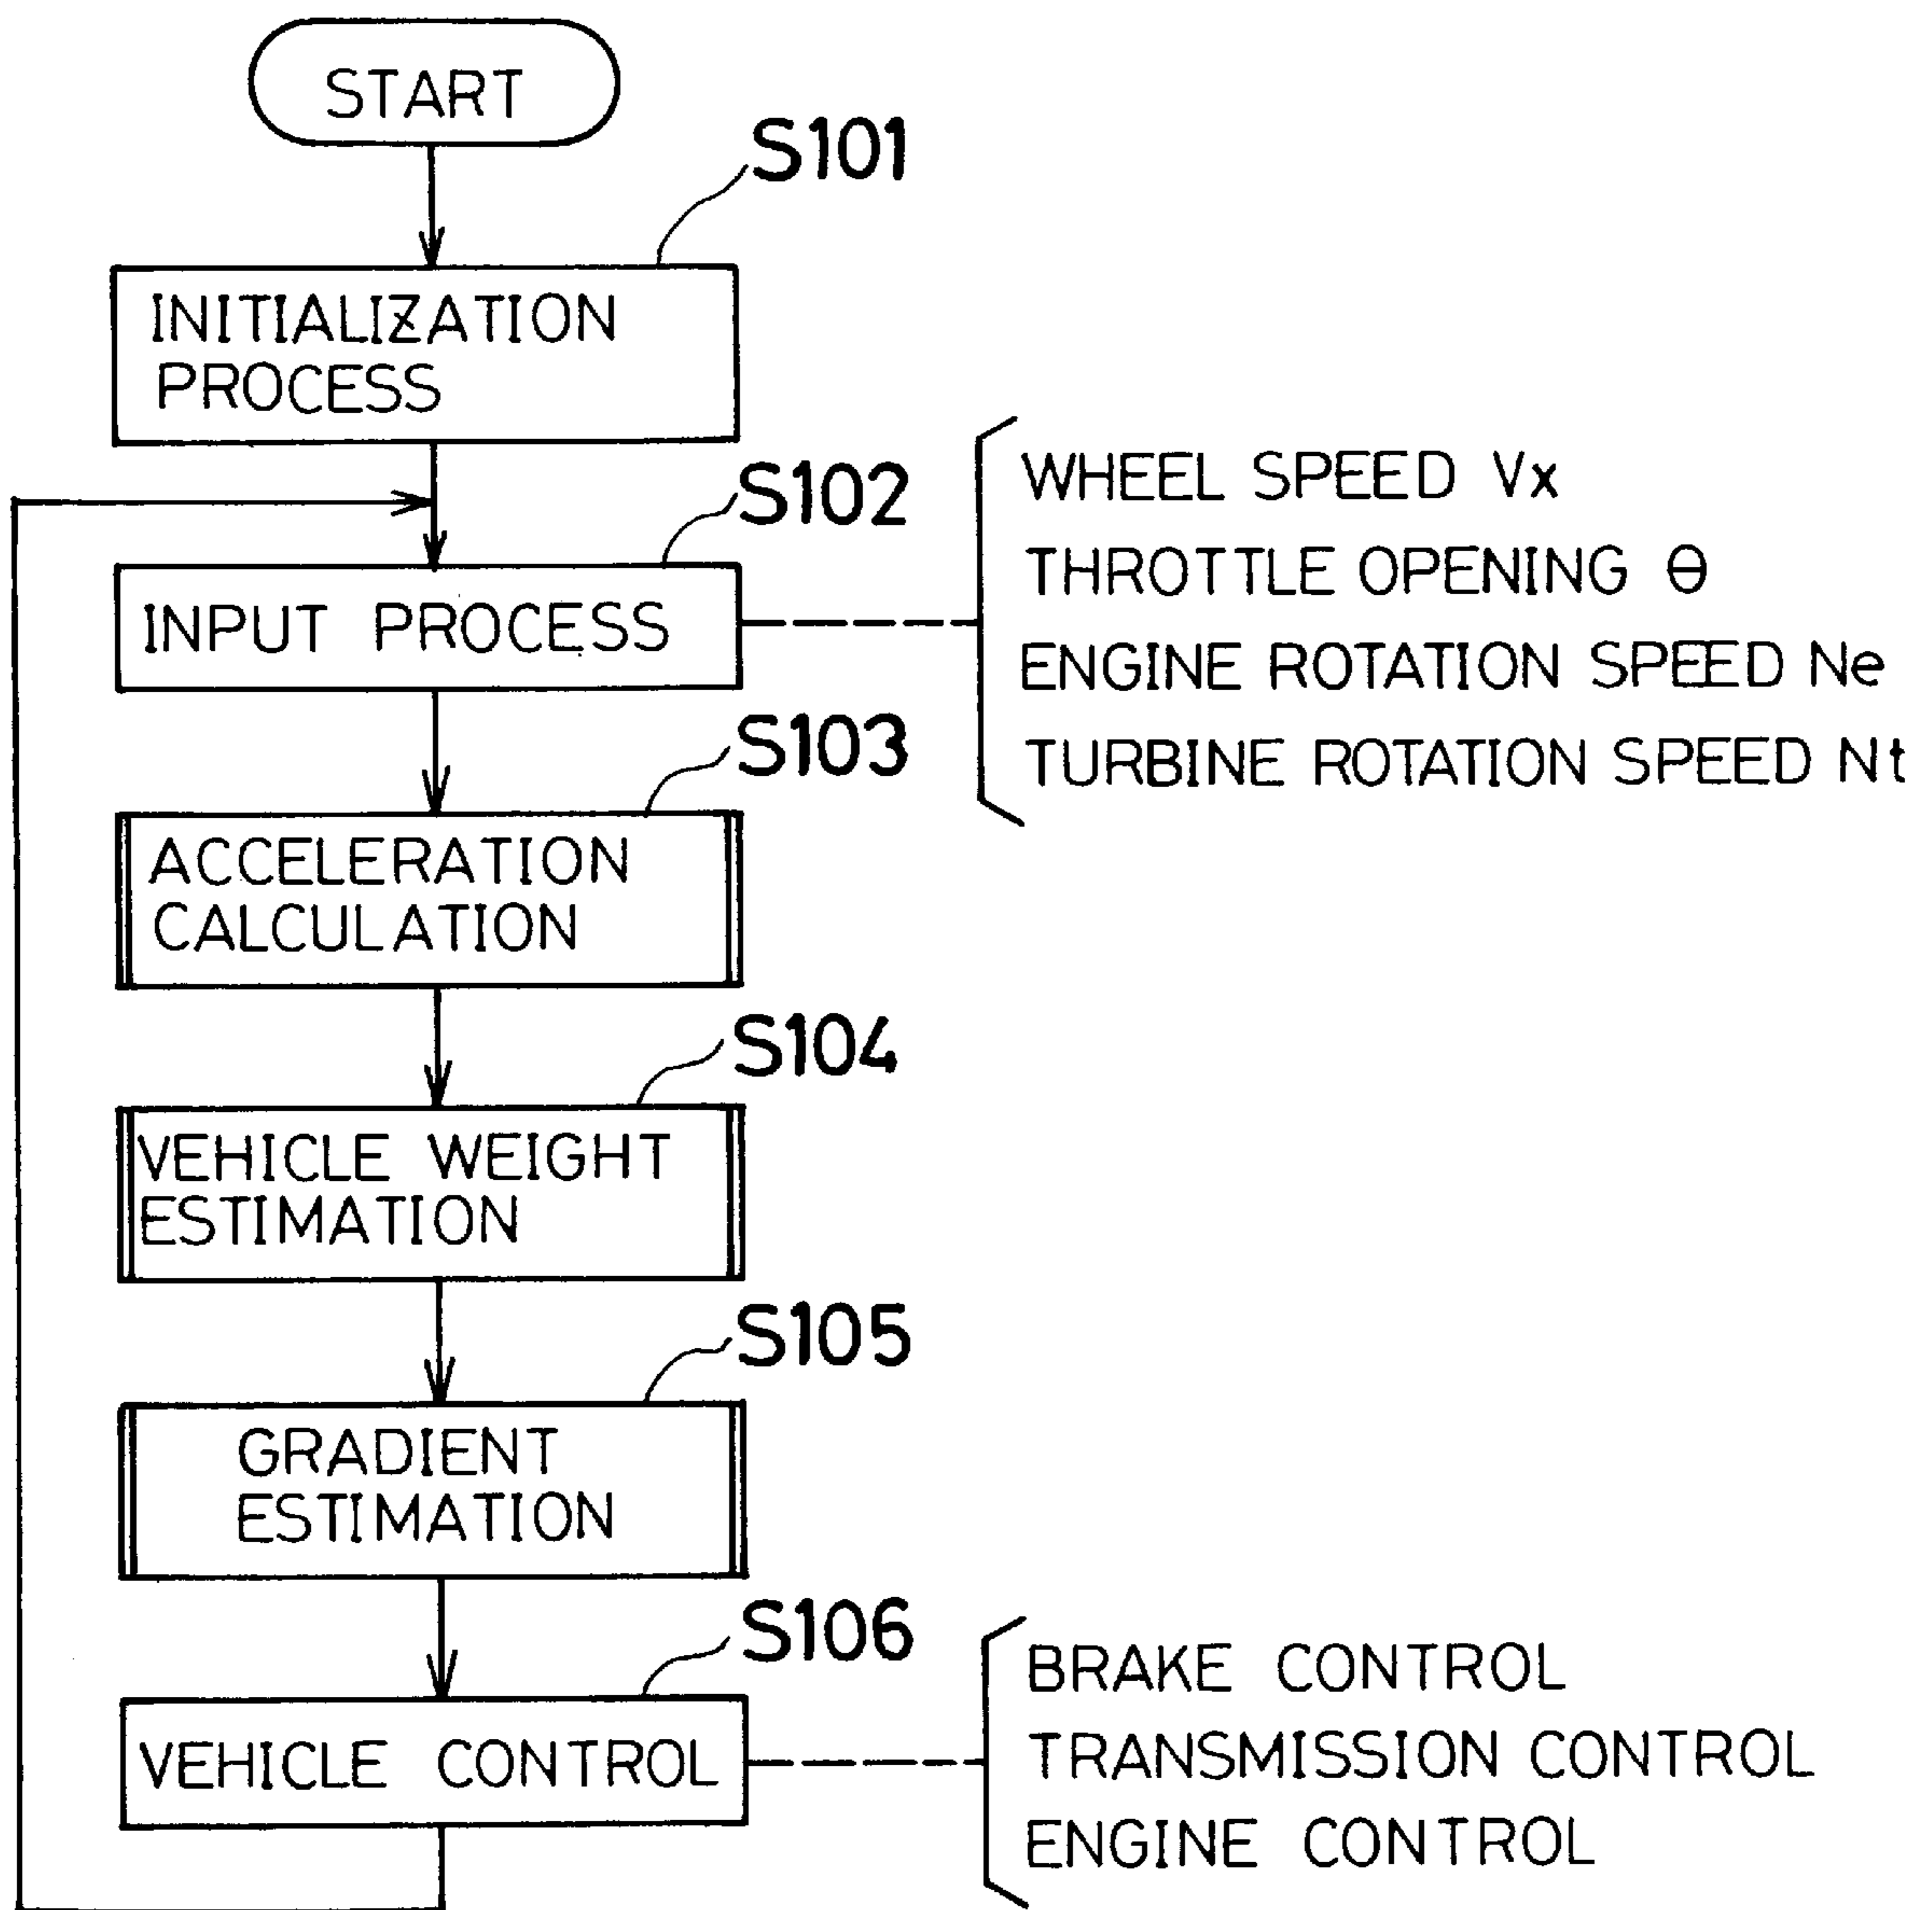 START
S101
INITIALIZATION
PROCESS
S102
INPUT PROCESS
WHEEL SPEED Vx
THROTTLE OPENING θ
ENGINE ROTATION SPEED Ne
TURBINE ROTATION SPEED Nt
S103
ACCELERATION
CALCULATION
S104
VEHICLE WEIGHT
ESTIMATION
S105
GRADIENT
ESTIMATION
S106
VEHICLE CONTROL
BRAKE CONTROL
TRANSMISSION CONTROL
ENGINE CONTROL